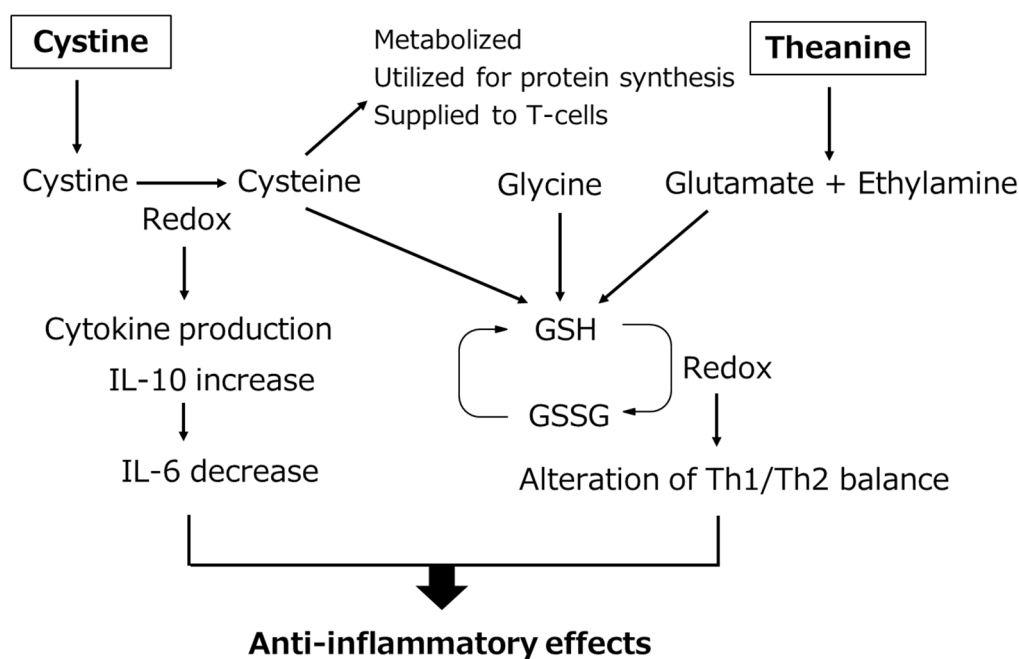 Cystine
Metabolized
Utilized for protein synthesis
Supplied to T-cells
Theanine
Cystine
Cysteine
Glycine
Glutamate + Ethylamine
Redox
Cytokine production
GSH
IL-10 increase
Redox
GSSG
IL-6 decrease
Alteration of Th1/Th2 balance
Anti-inflammatory effects